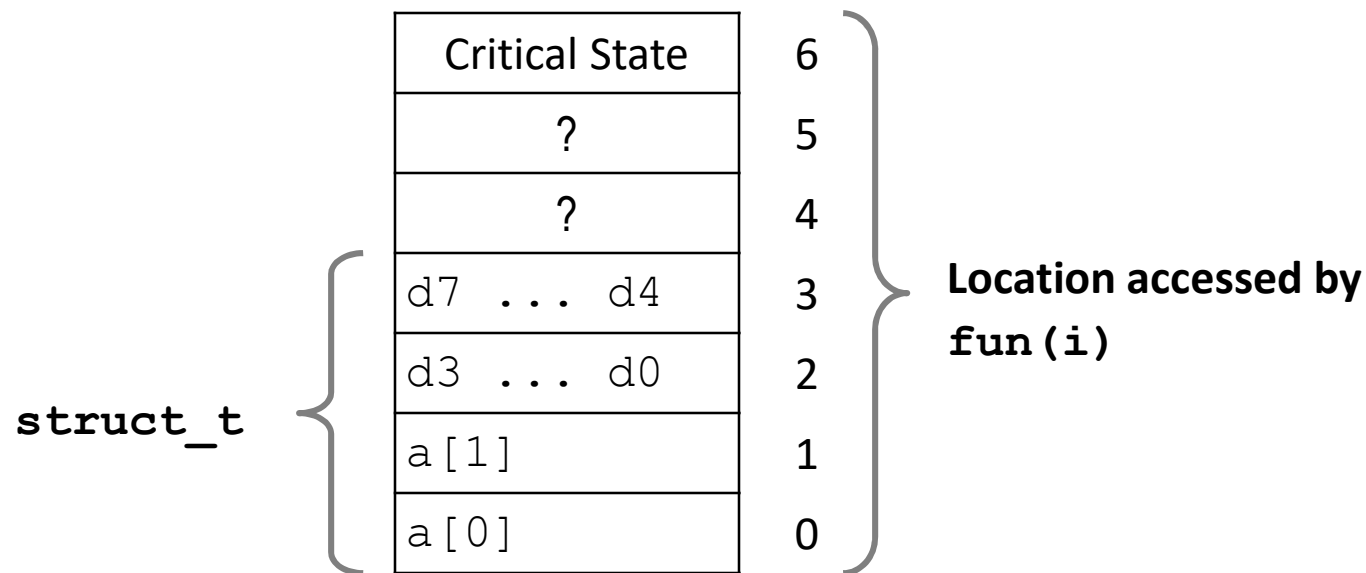 Critical State 6
? 5
? 4
d7 ... d4 3
d3 ... d0 2
a[1] 1
a[0] 0
struct_t
Location accessed by
fun(i)